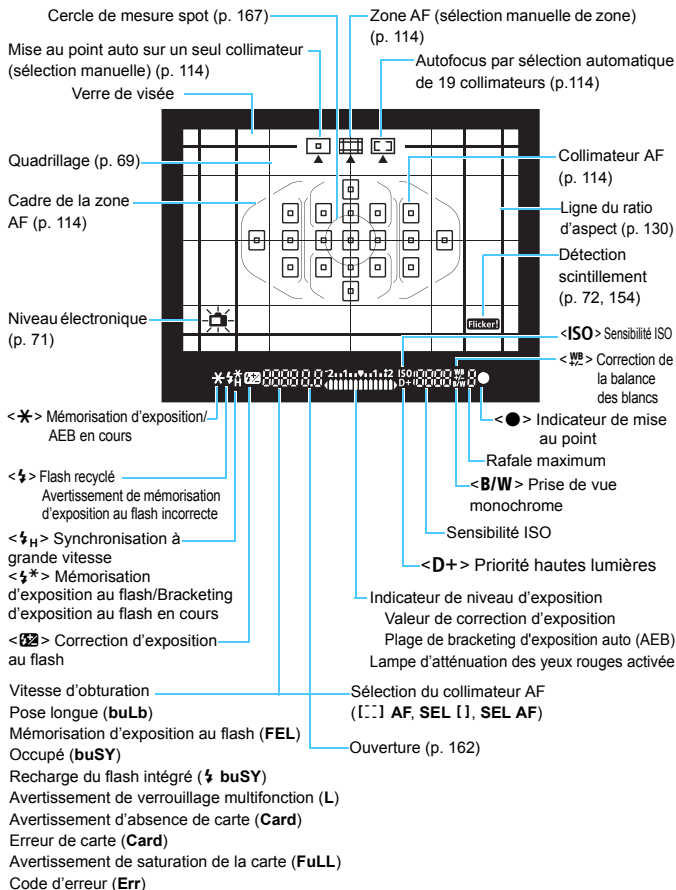 Cercle de mesure spot (p. 167)
Zone AF (sélection manuelle de zone)
(p. 114)
Mise au point auto sur un seul collimateur
(sélection manuelle) (p. 114)
Autofocus par sélection automatique
de 19 collimateurs (p.114)
Verre de visée
Quadrillage (p. 69)
Collimateur AF
(p. 114)
Cadre de la zone
AF (p. 114)
Ligne du ratio
d'aspect (p. 130)
Détection
scintillement
(p. 72, 154)
Flicker!
Niveau électronique
(p. 71)
<ISO> Sensibilité ISO
<WB+/-> Correction de
la balance
des blancs
-2..1..▼..1..+2 ISO D+ WB +/- B/W
<✱> Mémorisation d'exposition/
AEB en cours
<●> Indicateur de mise
au point
Rafale maximum
<⚡> Flash recyclé
Avertissement de mémorisation
d'exposition au flash incorrecte
<B/W> Prise de vue
monochrome
Sensibilité ISO
<⚡H> Synchronisation à
grande vitesse
<D+> Priorité hautes lumières
<⚡✱> Mémorisation
d'exposition au flash/Bracketing
d'exposition au flash en cours
Indicateur de niveau d'exposition
Valeur de correction d'exposition
Plage de bracketing d'exposition auto (AEB)
Lampe d'atténuation des yeux rouges activée
<⚡±> Correction d'exposition
au flash
Vitesse d'obturation
Pose longue (buLb)
Mémorisation d'exposition au flash (FEL)
Occupé (buSY)
Recharge du flash intégré (⚡ buSY)
Avertissement de verrouillage multifonction (L)
Avertissement d'absence de carte (Card)
Erreur de carte (Card)
Avertissement de saturation de la carte (FuLL)
Code d'erreur (Err)
Sélection du collimateur AF
([ ] AF, SEL [ ], SEL AF)
Ouverture (p. 162)